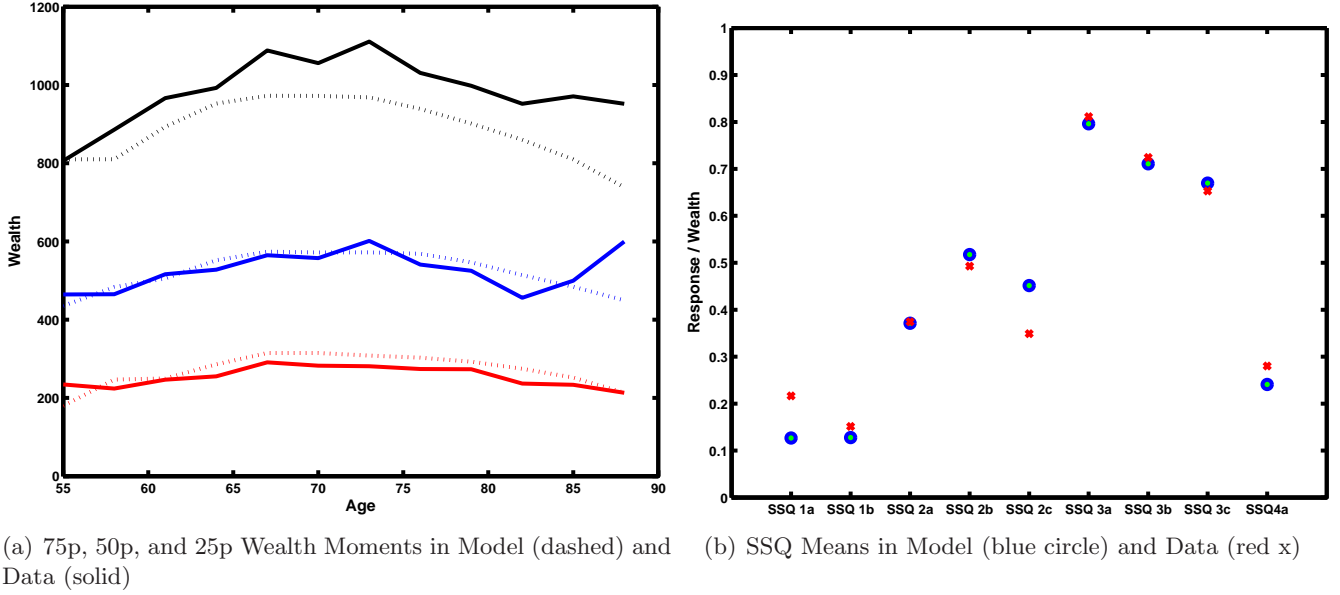 1200
1000
800
600
400
200
0
Wealth
55 60 65 70 75 80 85 90
Age
(a) 75p, 50p, and 25p Wealth Moments in Model (dashed) and
Data (solid)
1
0.9
0.8
0.7
0.6
0.5
0.4
0.3
0.2
0.1
0
Response / Wealth
SSQ 1a SSQ 1b SSQ 2a SSQ 2b SSQ 2c SSQ 3a SSQ 3b SSQ 3c SSQ4a
(b) SSQ Means in Model (blue circle) and Data (red x)